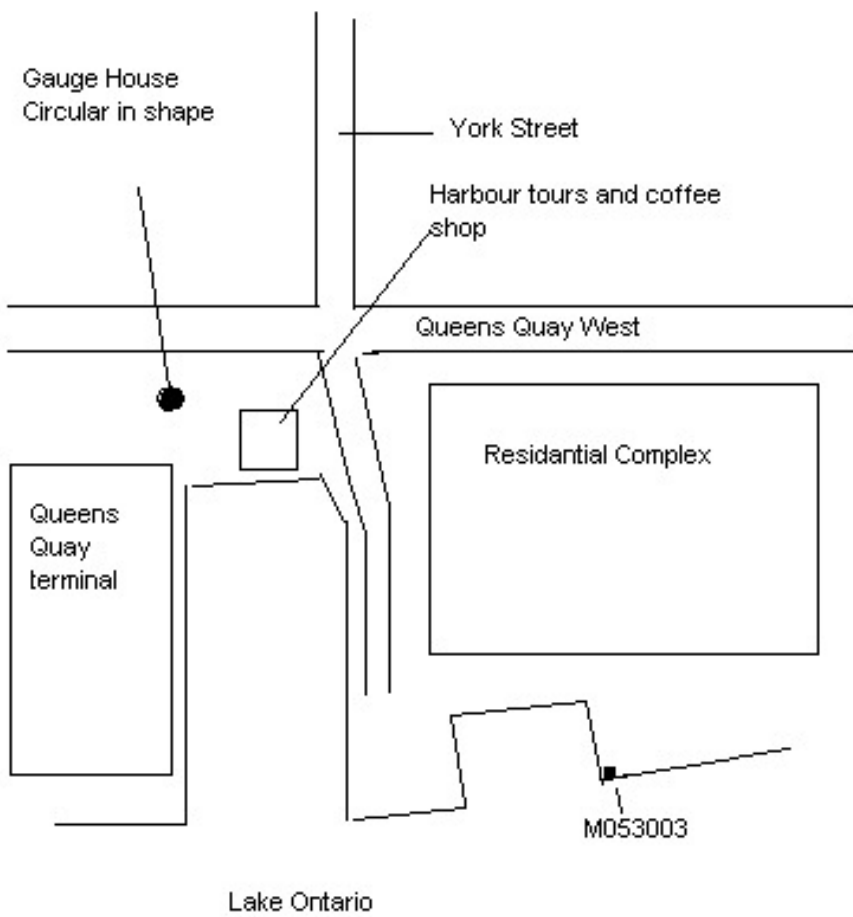 Gauge House
Circular in shape
York Street
Harbour tours and coffee
shop
Queens Quay West
Residantial Complex
Queens
Quay
terminal
M053003
Lake Ontario